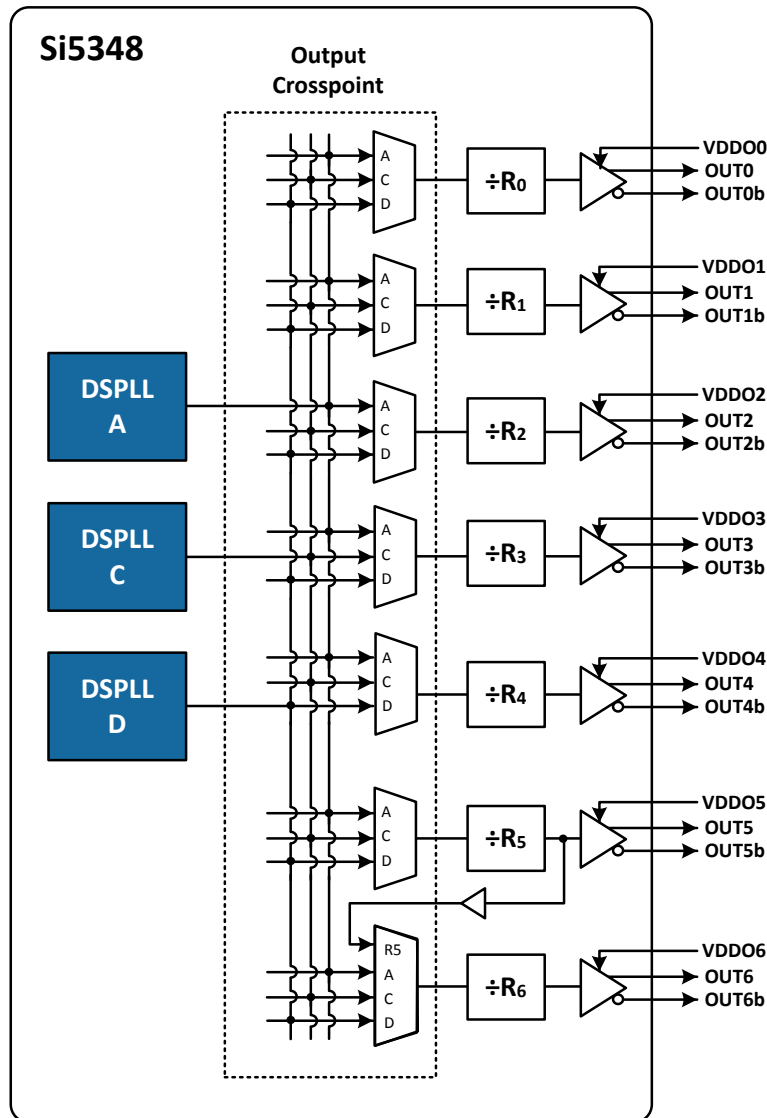 Si5348
Output
Crosspoint
A
C
D
÷R0
VDDO0
OUT0
OUT0b
A
C
D
÷R1
VDDO1
OUT1
OUT1b
DSPLL
A
A
C
D
÷R2
VDDO2
OUT2
OUT2b
DSPLL
C
A
C
D
÷R3
VDDO3
OUT3
OUT3b
DSPLL
D
A
C
D
÷R4
VDDO4
OUT4
OUT4b
A
C
D
÷R5
VDDO5
OUT5
OUT5b
R5
A
C
D
÷R6
VDDO6
OUT6
OUT6b